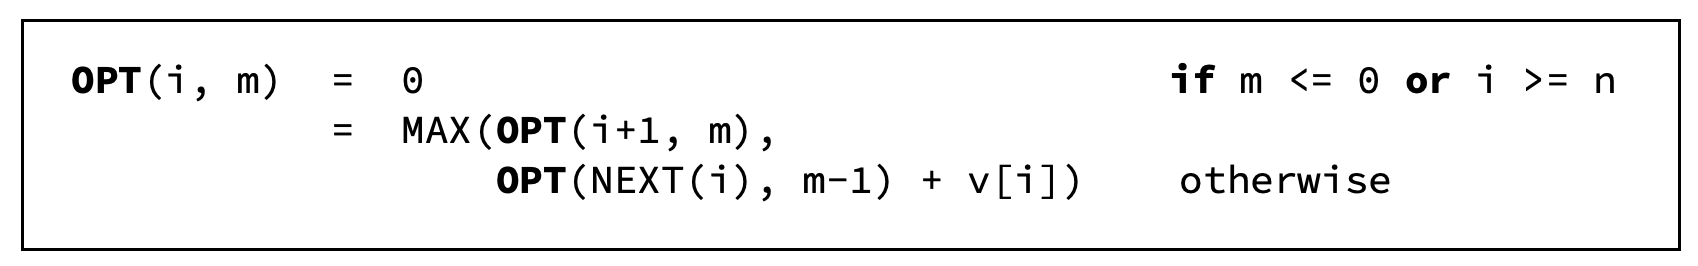 OPT(i, m) = 0 if m <= 0 or i >= n
= MAX(OPT(i+1, m),
OPT(NEXT(i), m-1) + v[i]) otherwise